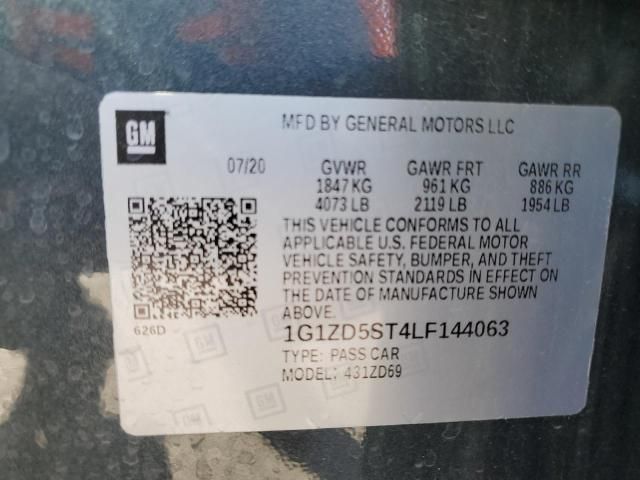 GM
MFD BY GENERAL MOTORS LLC
07/20 GVWR GAWR FRT GAWR RR
1847 KG 961 KG 886 KG
4073 LB 2119 LB 1954 LB
THIS VEHICLE CONFORMS TO ALL
APPLICABLE U.S. FEDERAL MOTOR
VEHICLE SAFETY, BUMPER, AND THEFT
PREVENTION STANDARDS IN EFFECT ON
THE DATE OF MANUFACTURE SHOWN
ABOVE.
626D
1G1ZD5ST4LF144063
TYPE: PASS CAR
MODEL: 431ZD69